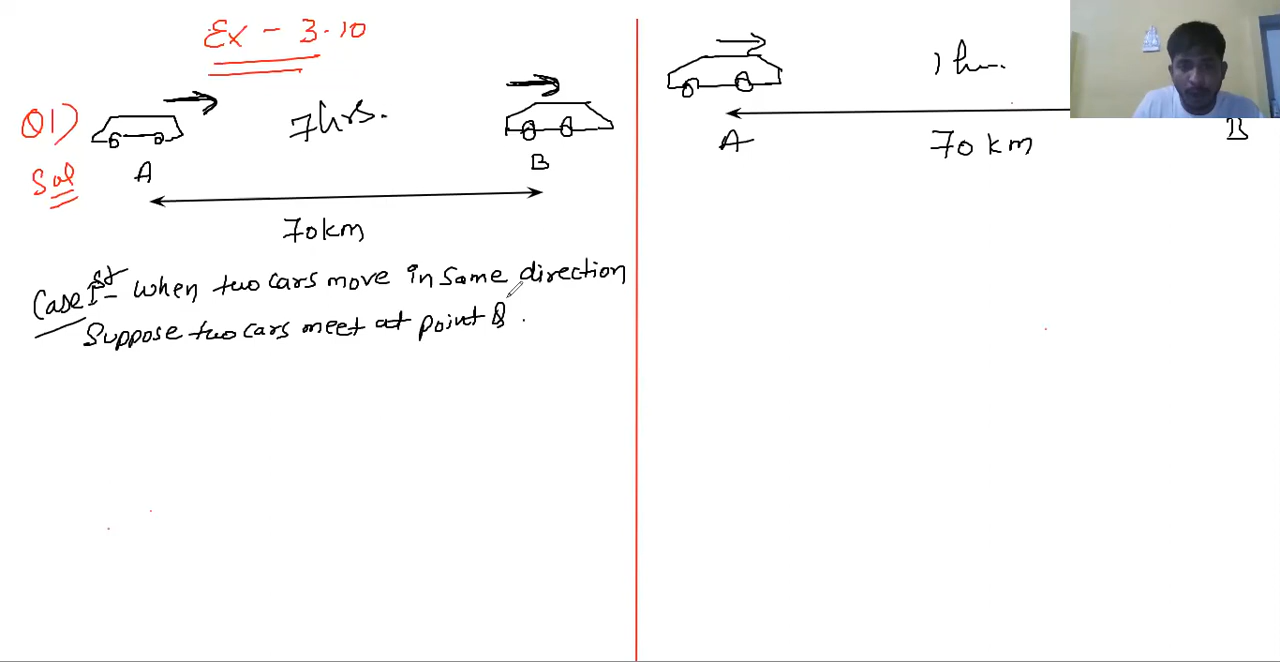 Ex - 3.10
Q1)
7hrs.
Sol
A
B
70km
Case Ist - When two cars move in same direction
Suppose two cars meet at point Q.
1 hr.
A
B
70 km